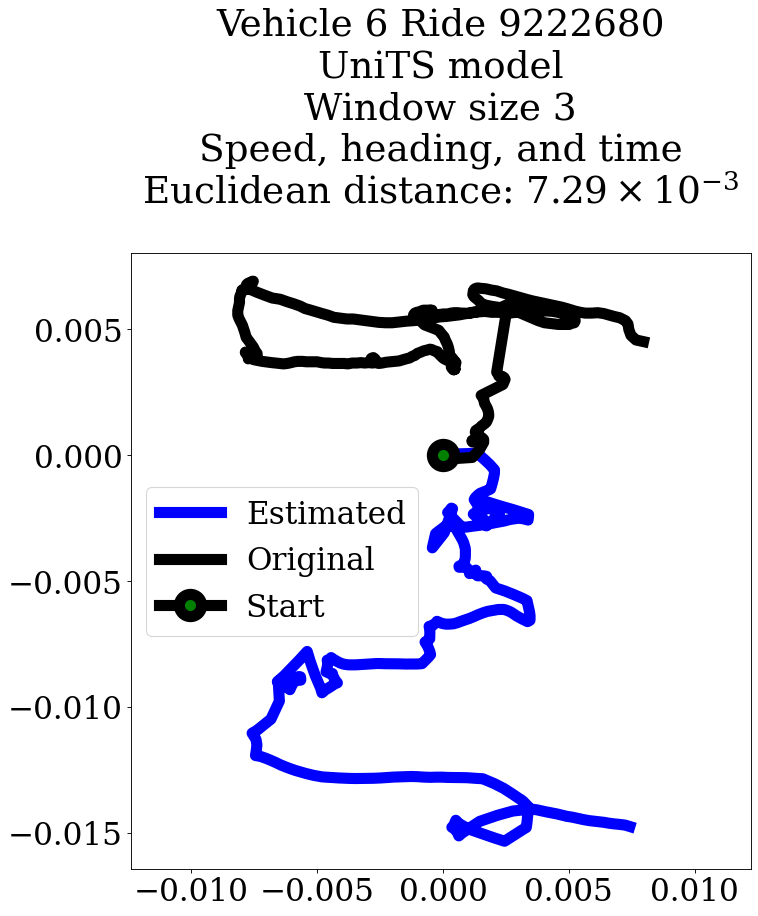 Vehicle 6 Ride 9222680
UniTS model
Window size 3
Speed, heading, and time
Euclidean distance: 7.29 × 10⁻³
0.005
0.000
−0.005
−0.010
−0.015
Estimated
Original
Start
−0.010 −0.005 0.000 0.005 0.010